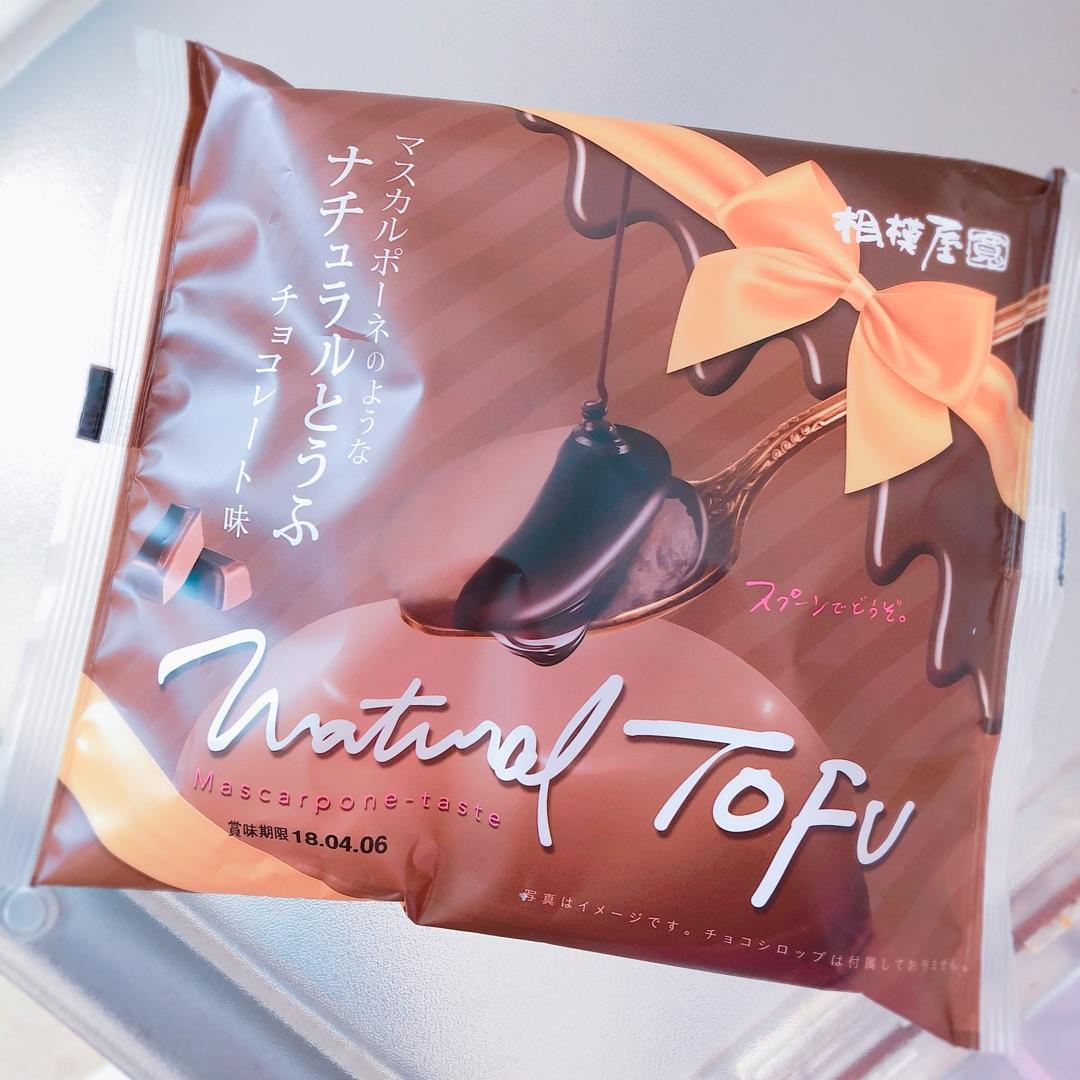 マスカルポーネのような
ナチュラルとうふ
チョコレート味
相模屋
スプーンでどうぞ。
Natural Tofu
Mascarpone-taste
賞味期限 18.04.06
写真はイメージです。チョコシロップは付属しておりません。